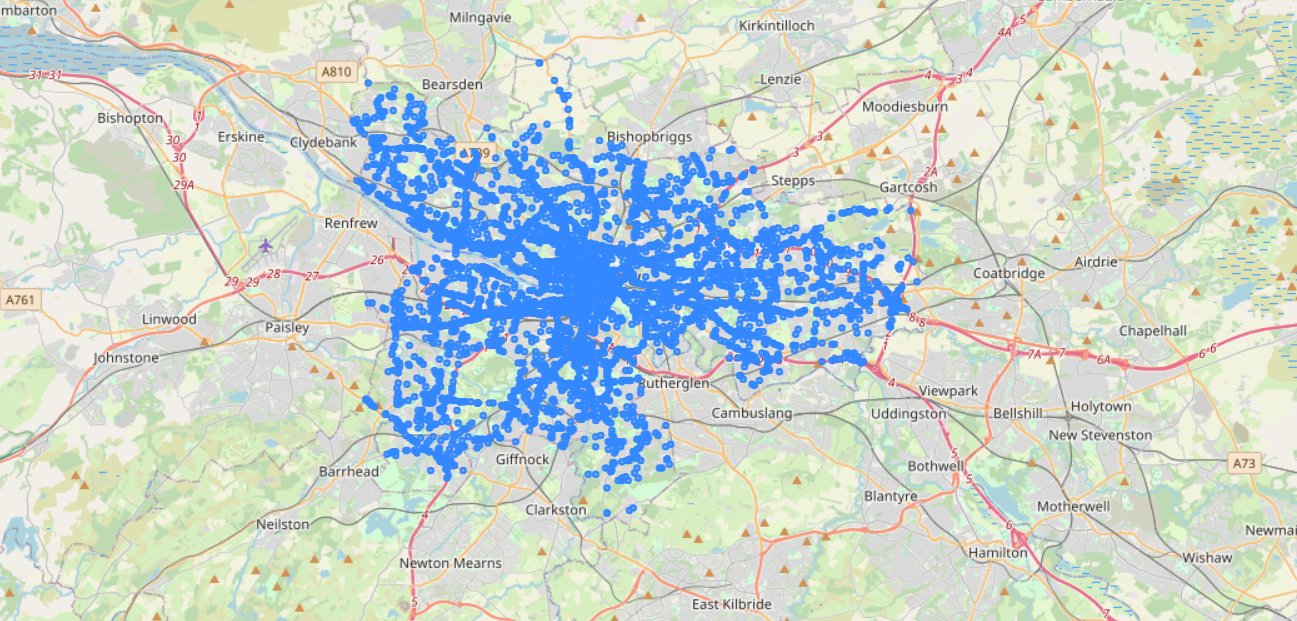 mbarton
Milngavie
Kirkintilloch
4A
5
A810
Bearsden
Lenzie
4
3
4
31 31
Bishopton
1
Moodiesburn
Erskine
Clydebank
Bishopbriggs
3
30
30
3
2A
29A
Stepps
Gartcosh
Renfrew
26
Airdrie
Coatbridge
29
29
28
27
A761
Linwood
Paisley
8
8
Chapelhall
Johnstone
1
7A
7
6A
6
6
Rutherglen
4
Viewpark
Cambuslang
Uddington
Bellshill
Holytown
New Stevenston
Giffnock
Barrhead
5
5
Bothwell
A73
Blantyre
Clarkston
Motherwell
4
Neilston
6
Newmai
Hamilton
Wishaw
Newton Mearns
5
East Kilbride
7